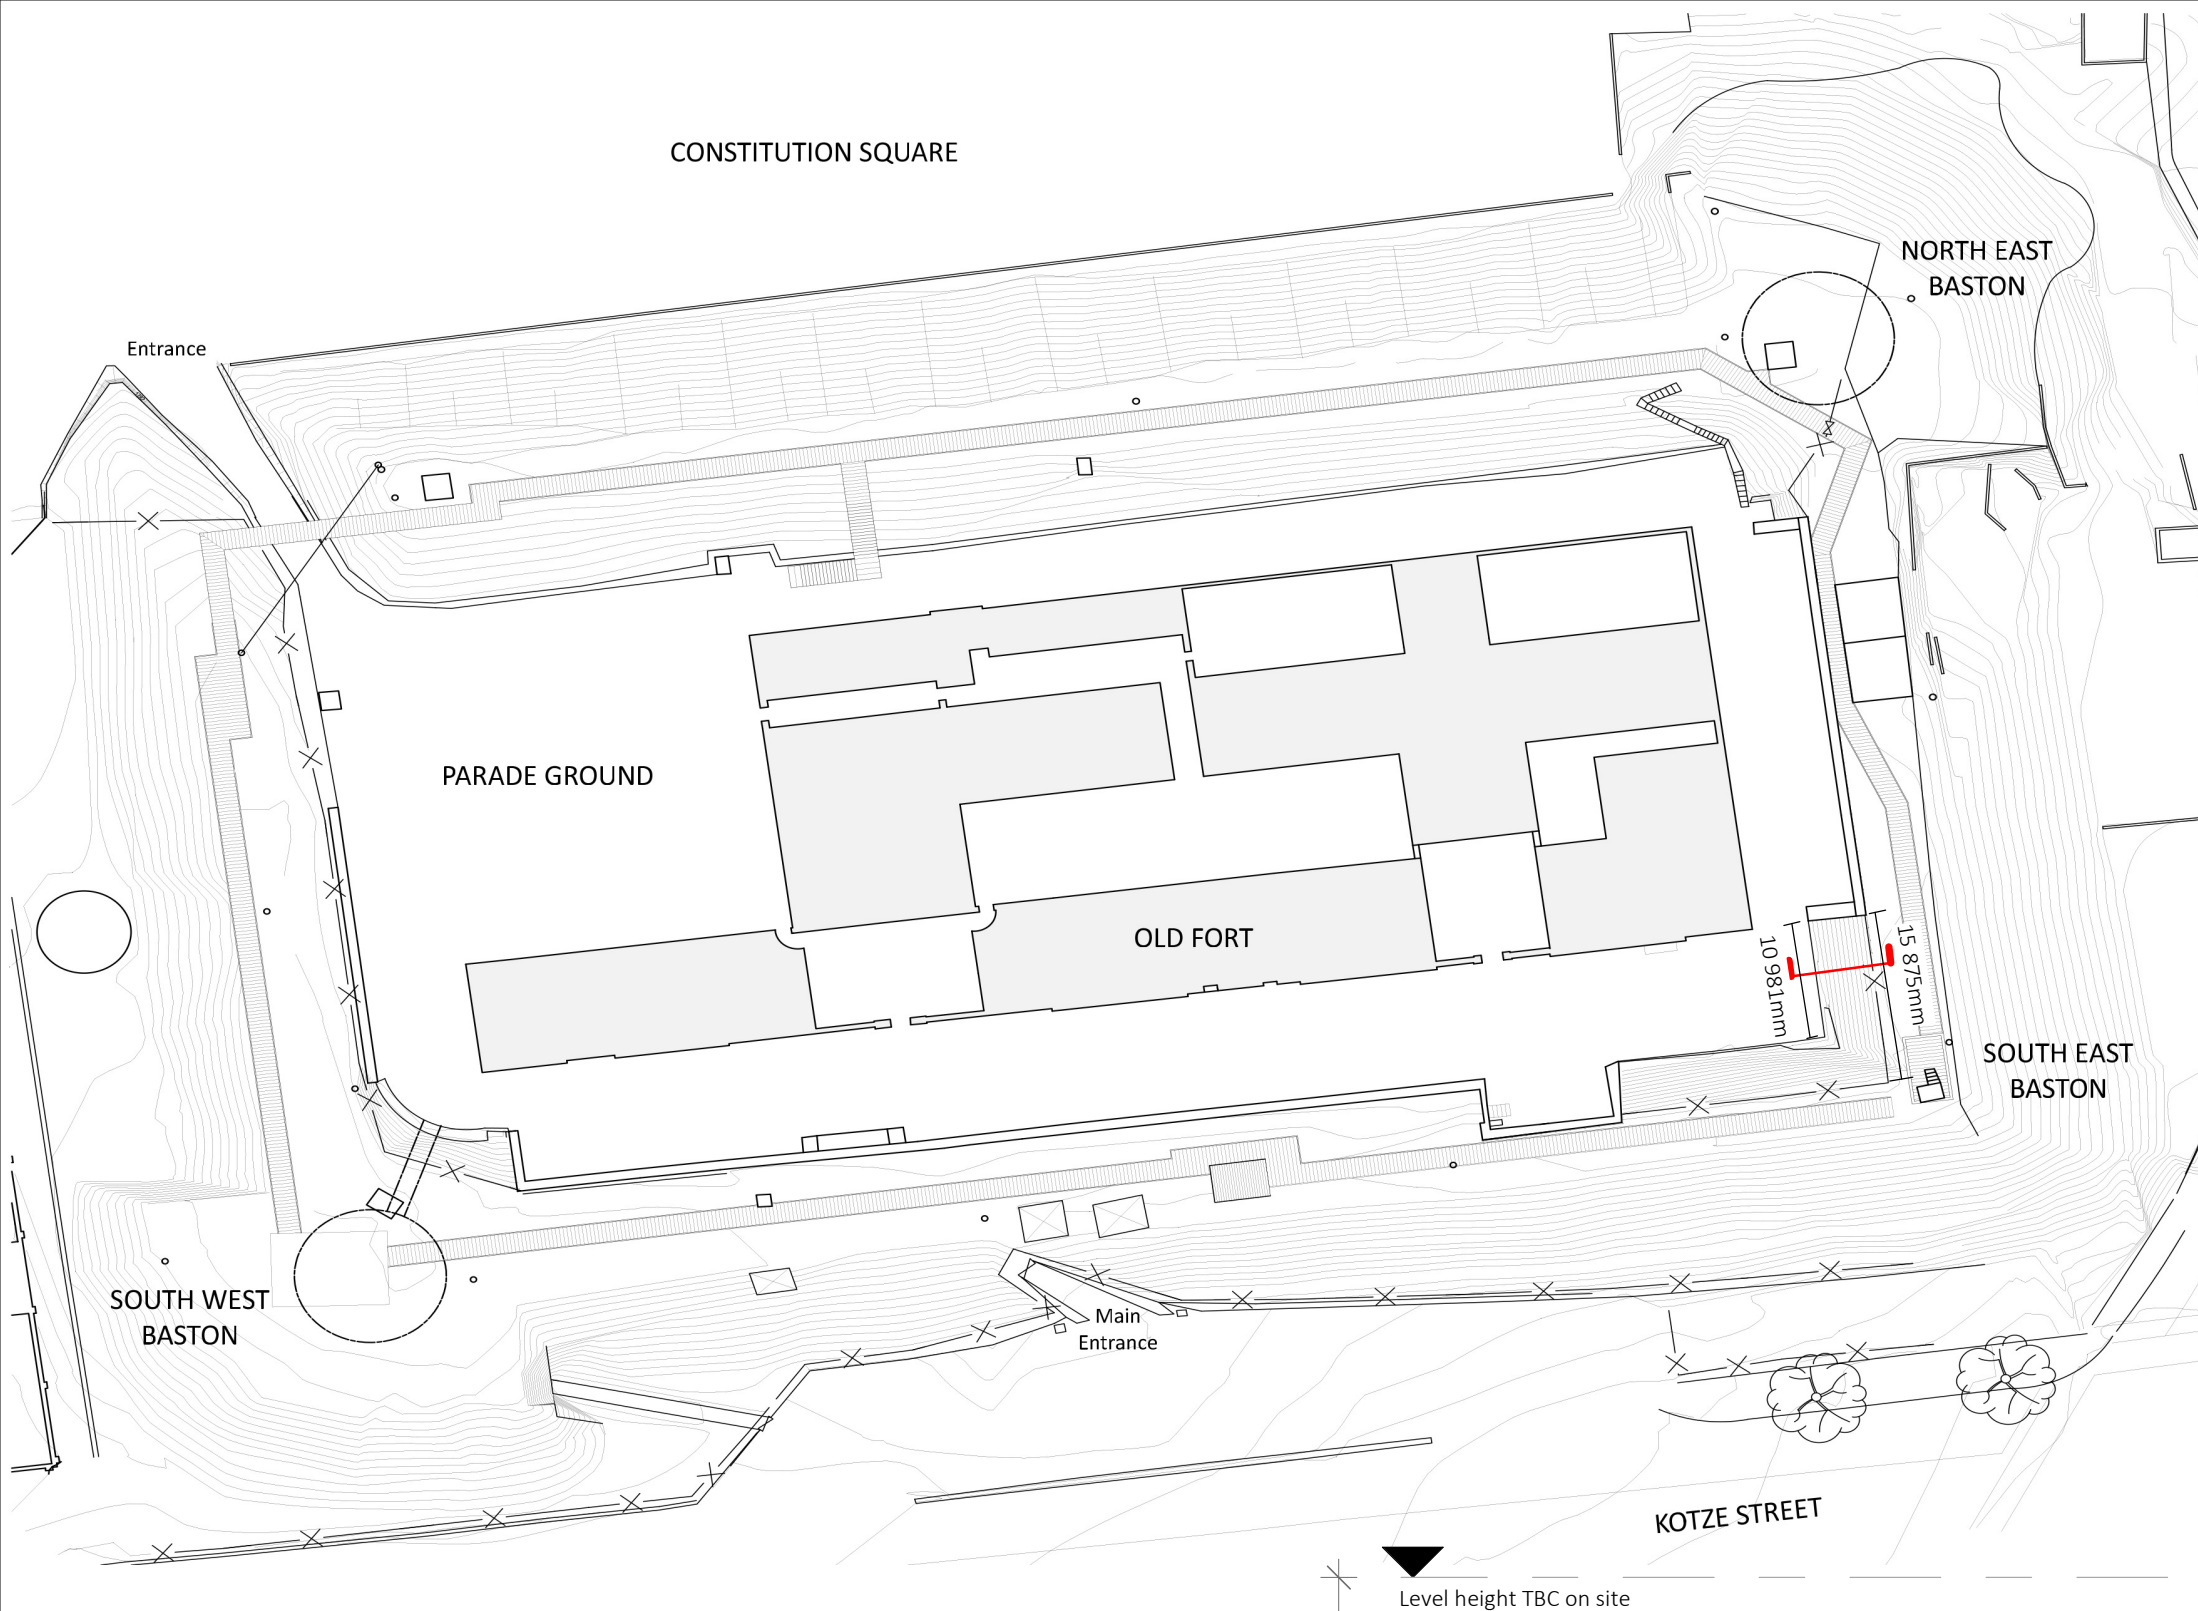 CONSTITUTION SQUARE
NORTH EAST
BASTON
Entrance
PARADE GROUND
OLD FORT
10 981mm
15 875mm
SOUTH EAST
BASTON
SOUTH WEST
BASTON
Main
Entrance
KOTZE STREET
Level height TBC on site